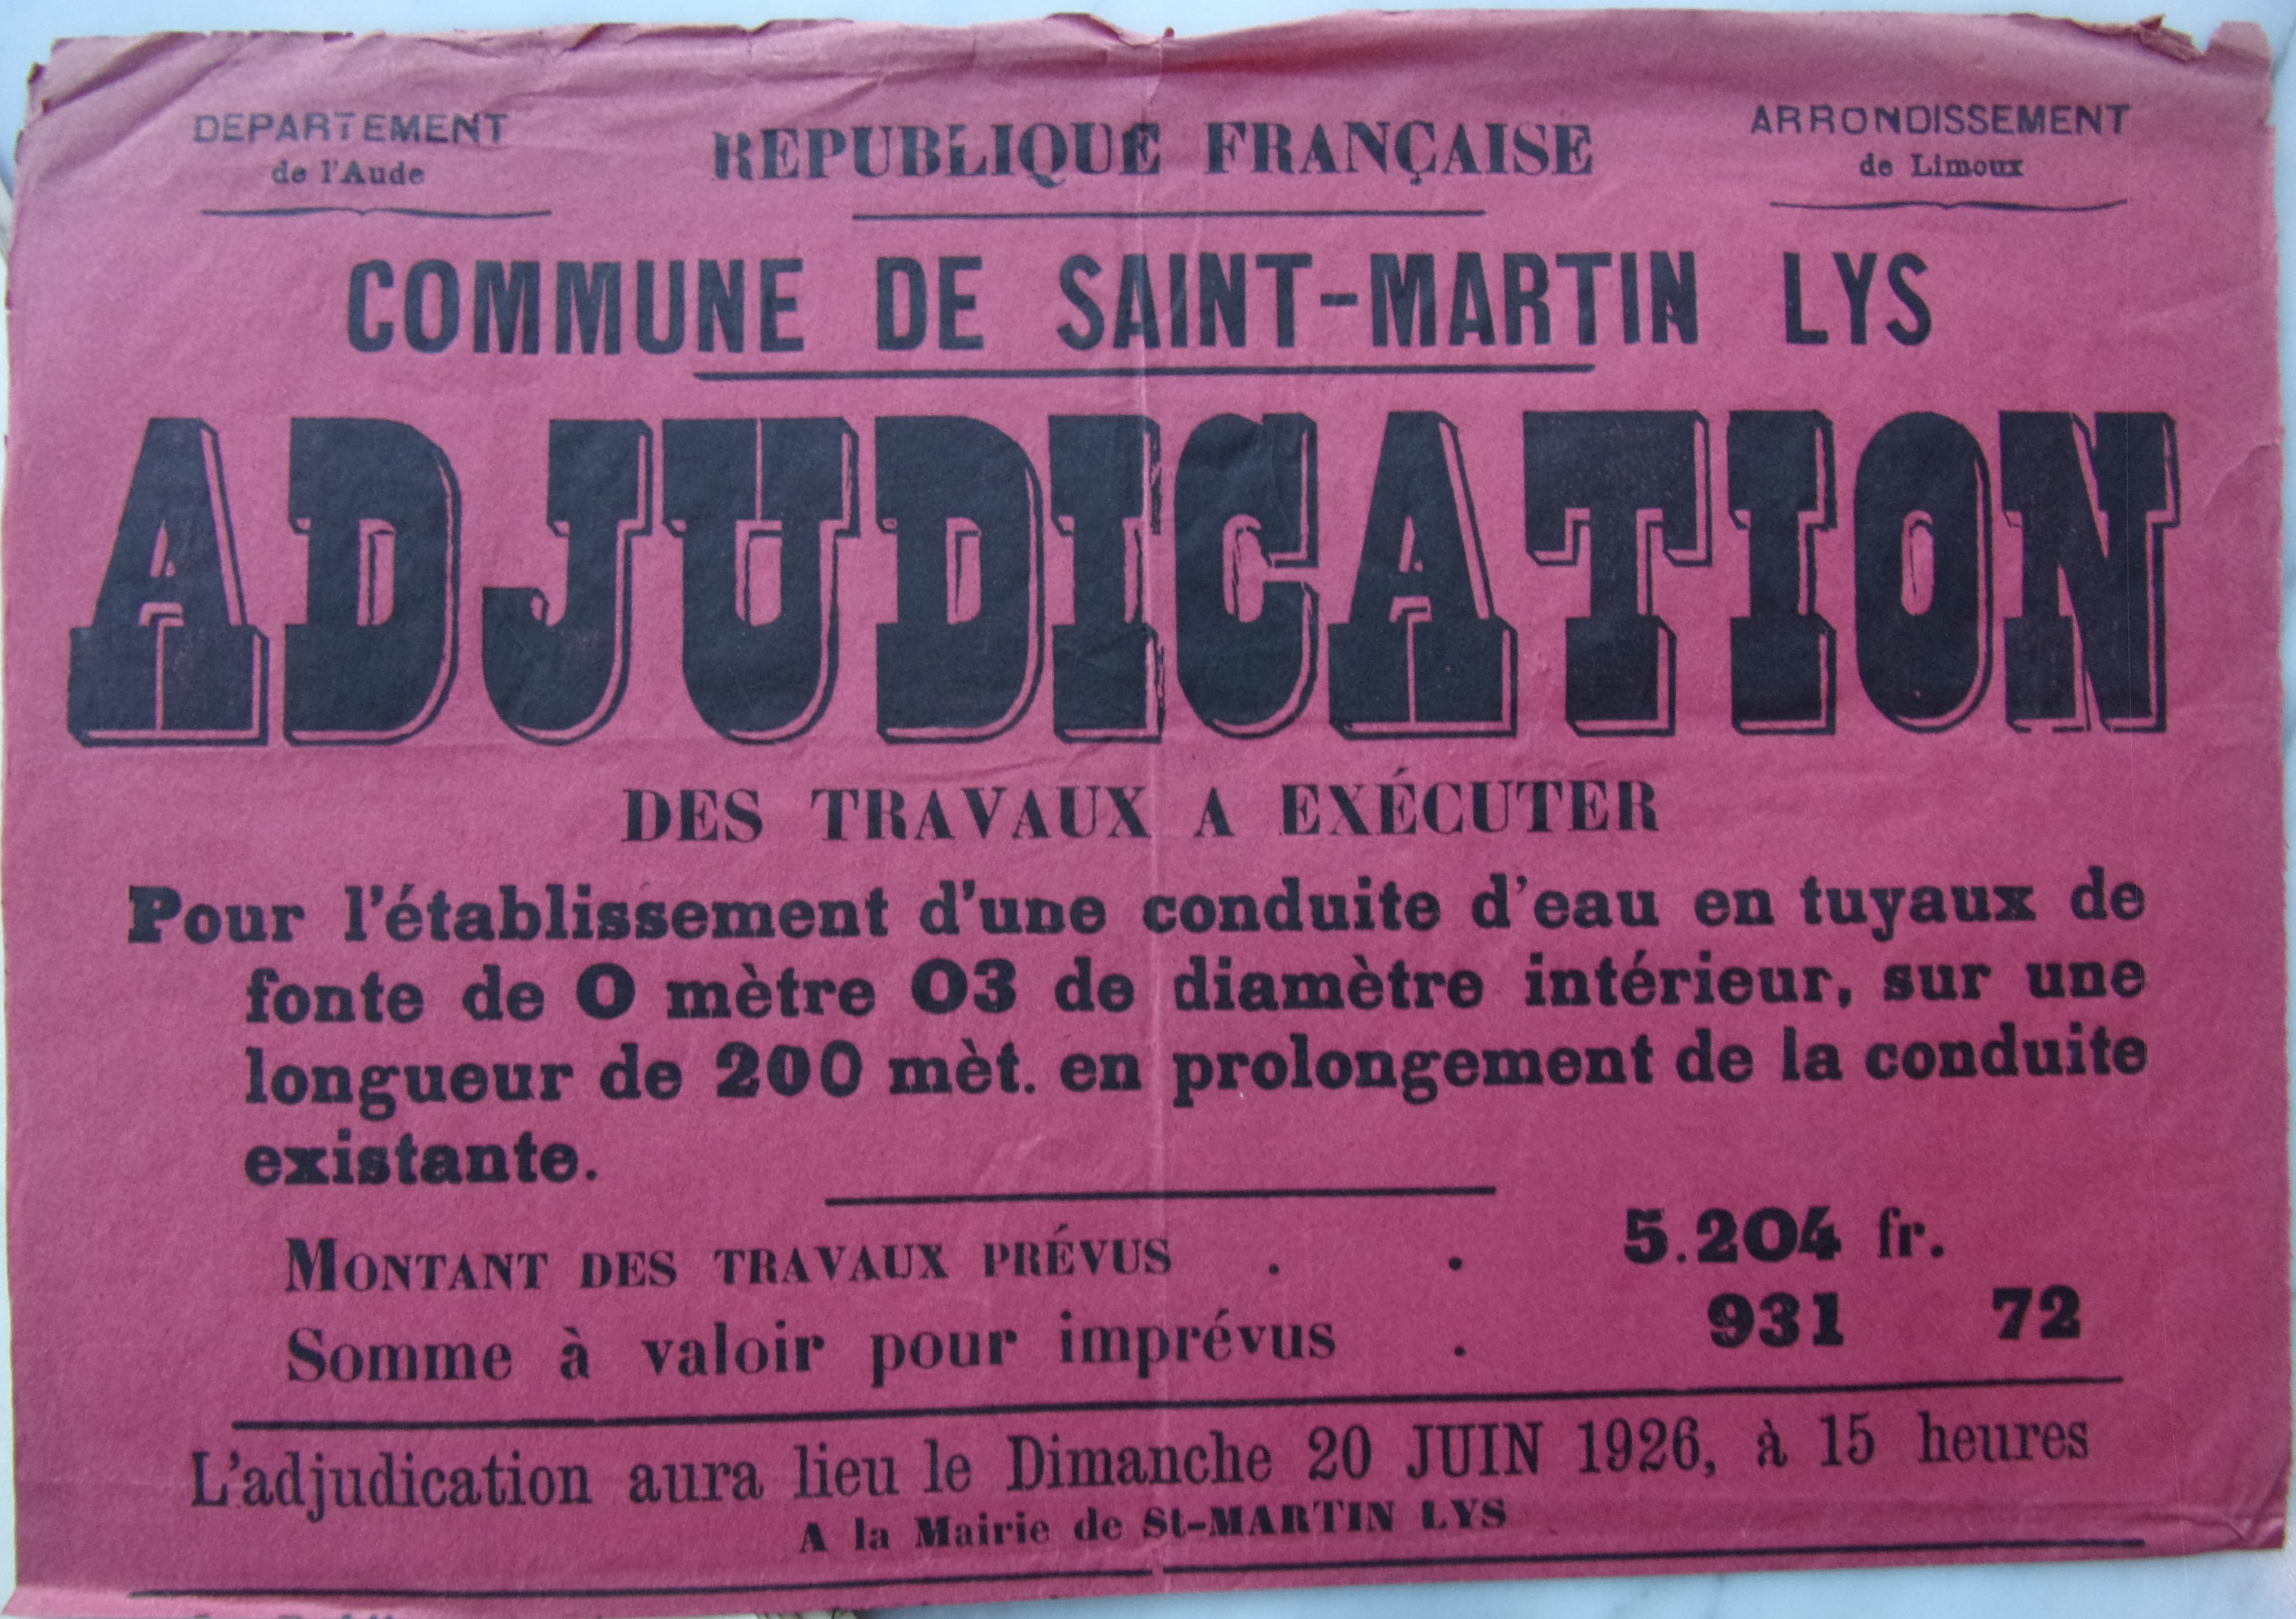 DEPARTEMENT
de l'Aude
REPUBLIQUE FRANÇAISE
ARRONDISSEMENT
de Limoux
COMMUNE DE SAINT-MARTIN LYS
ADJUDICATION
DES TRAVAUX A EXÉCUTER
Pour l'établissement d'une conduite d'eau en tuyaux de
fonte de 0 mètre 03 de diamètre intérieur, sur une
longueur de 200 mèt. en prolongement de la conduite
existante.
MONTANT DES TRAVAUX PRÉVUS . . 5.204 fr.
Somme à valoir pour imprévus . 931 72
L'adjudication aura lieu le Dimanche 20 JUIN 1926, à 15 heures
A la Mairie de St-MARTIN LYS